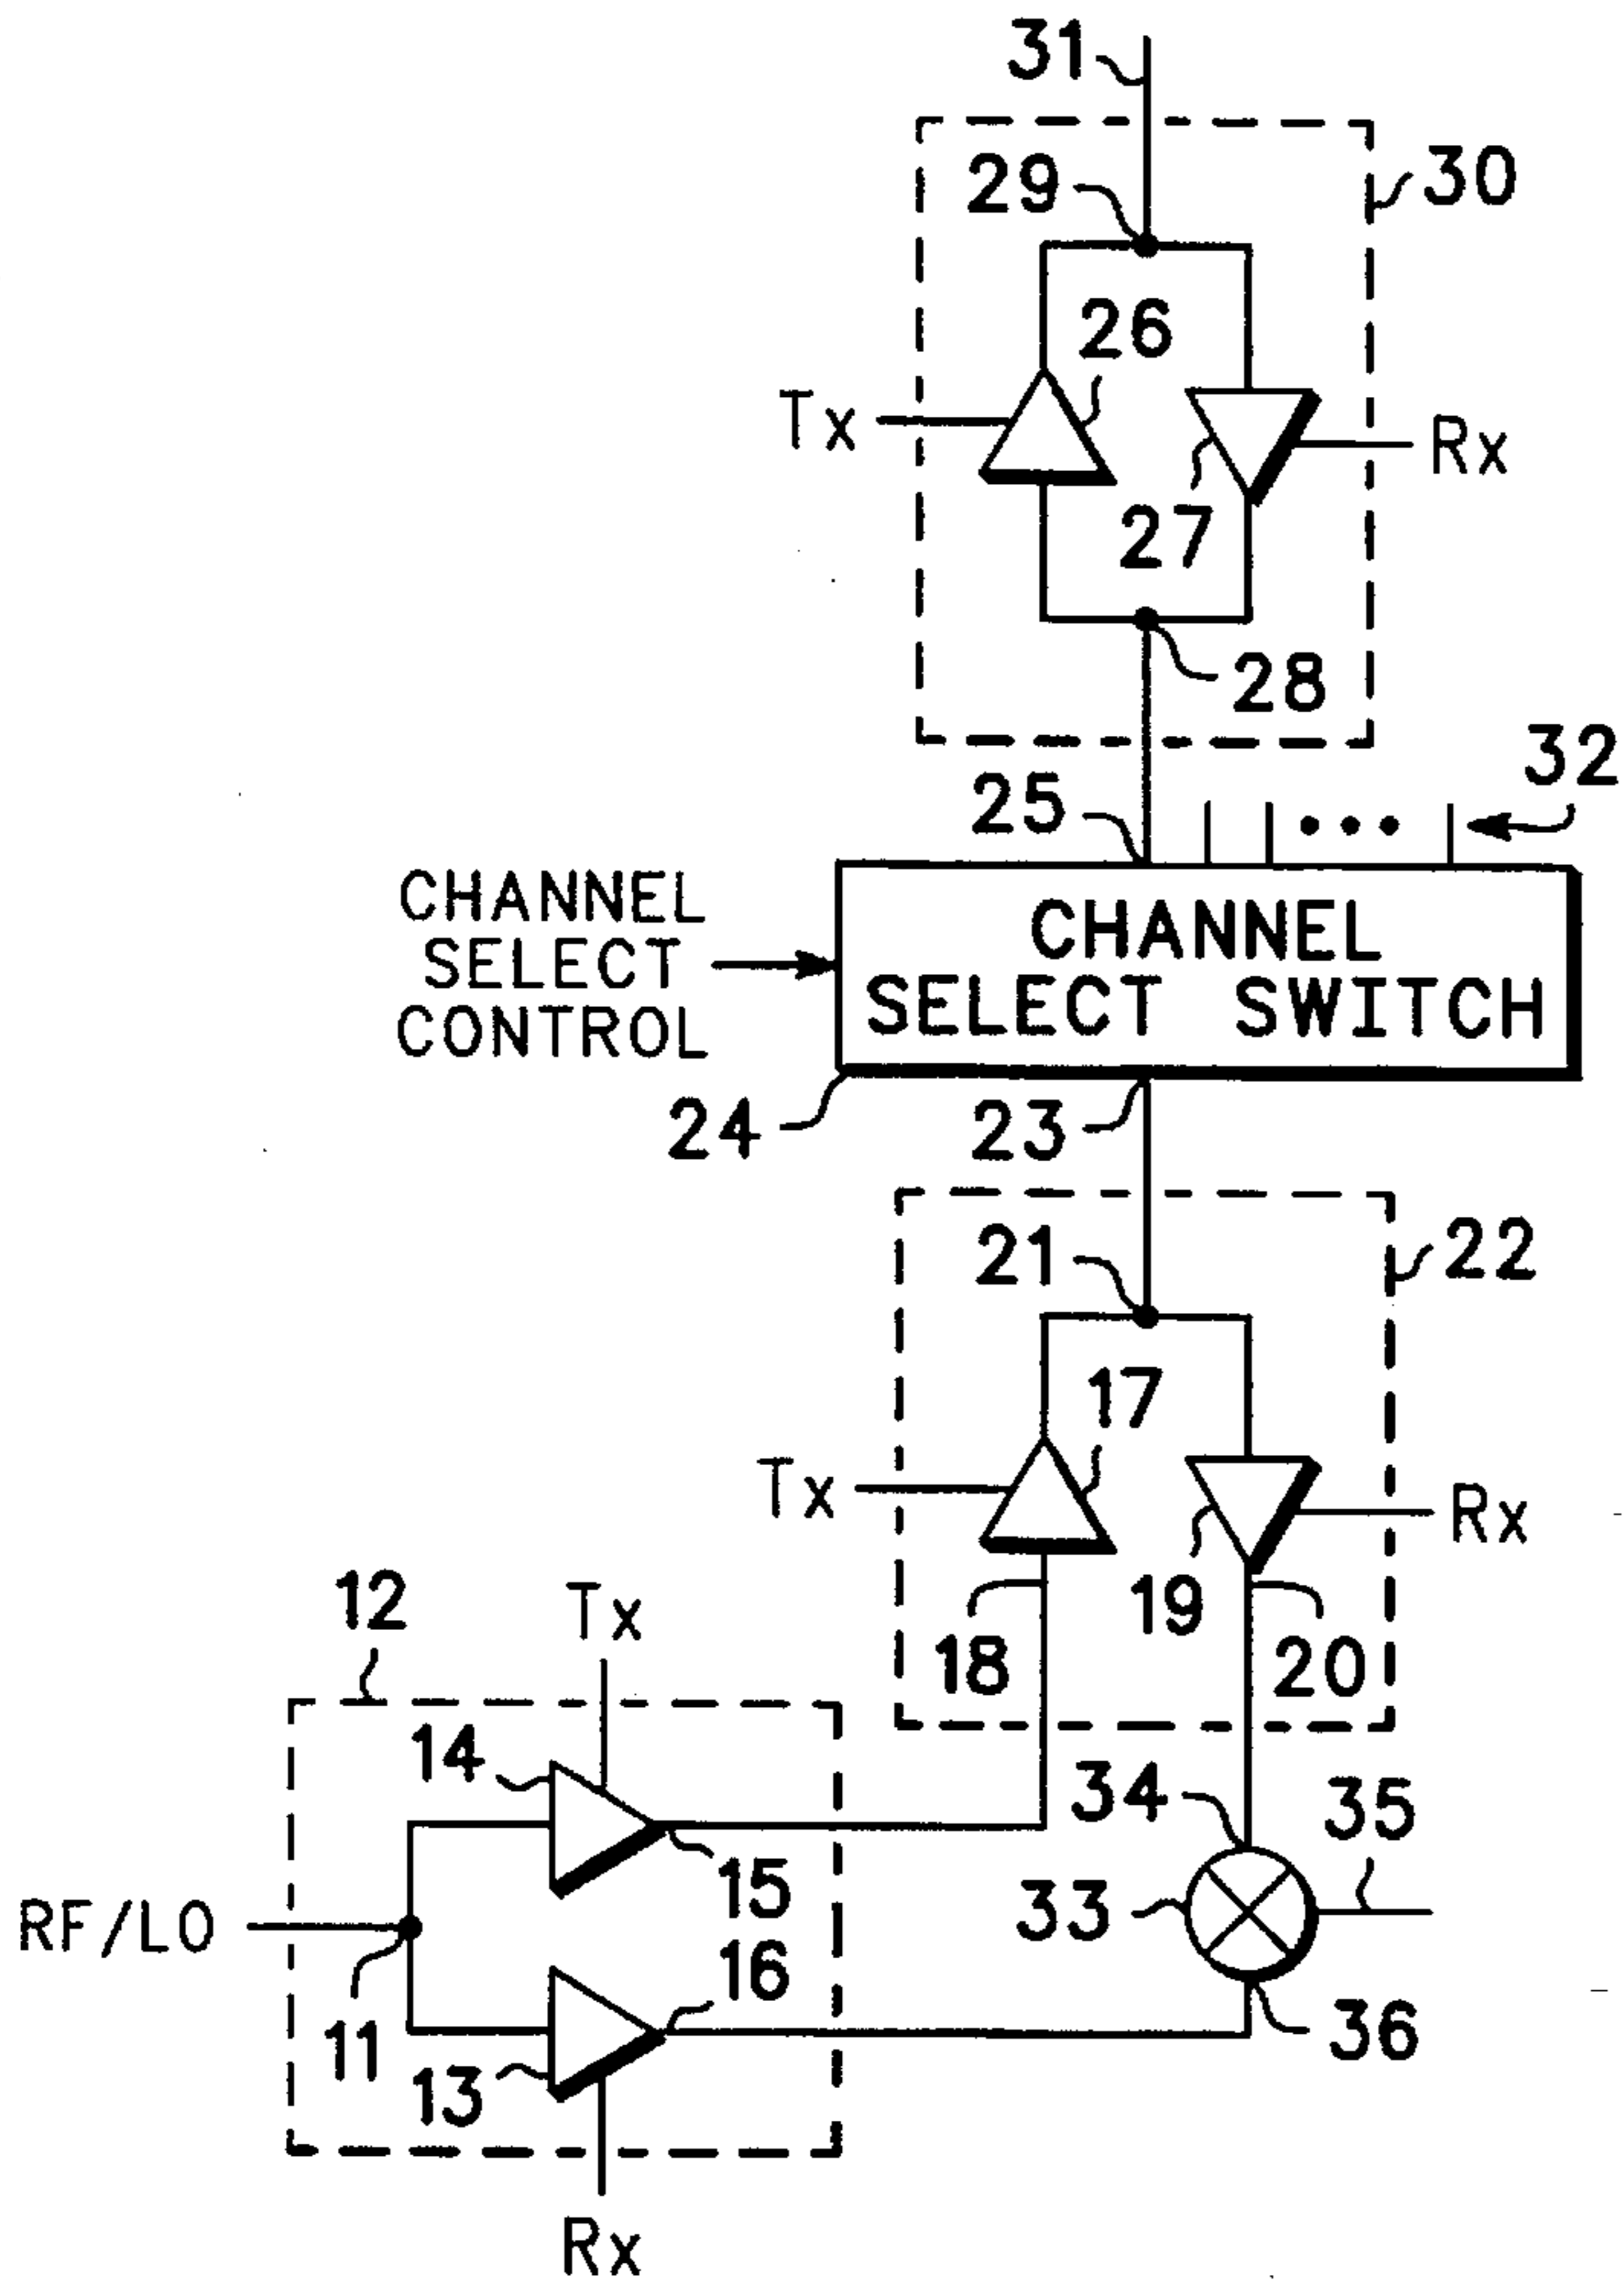 31
30
29
26
Tx
Rx
27
28
32
25
CHANNEL
SELECT
CONTROL
CHANNEL
SELECT SWITCH
24
23
21
22
17
Tx
Rx
19
18
20
12
Tx
14
15
34
35
33
RF/LO
16
11
13
36
Rx